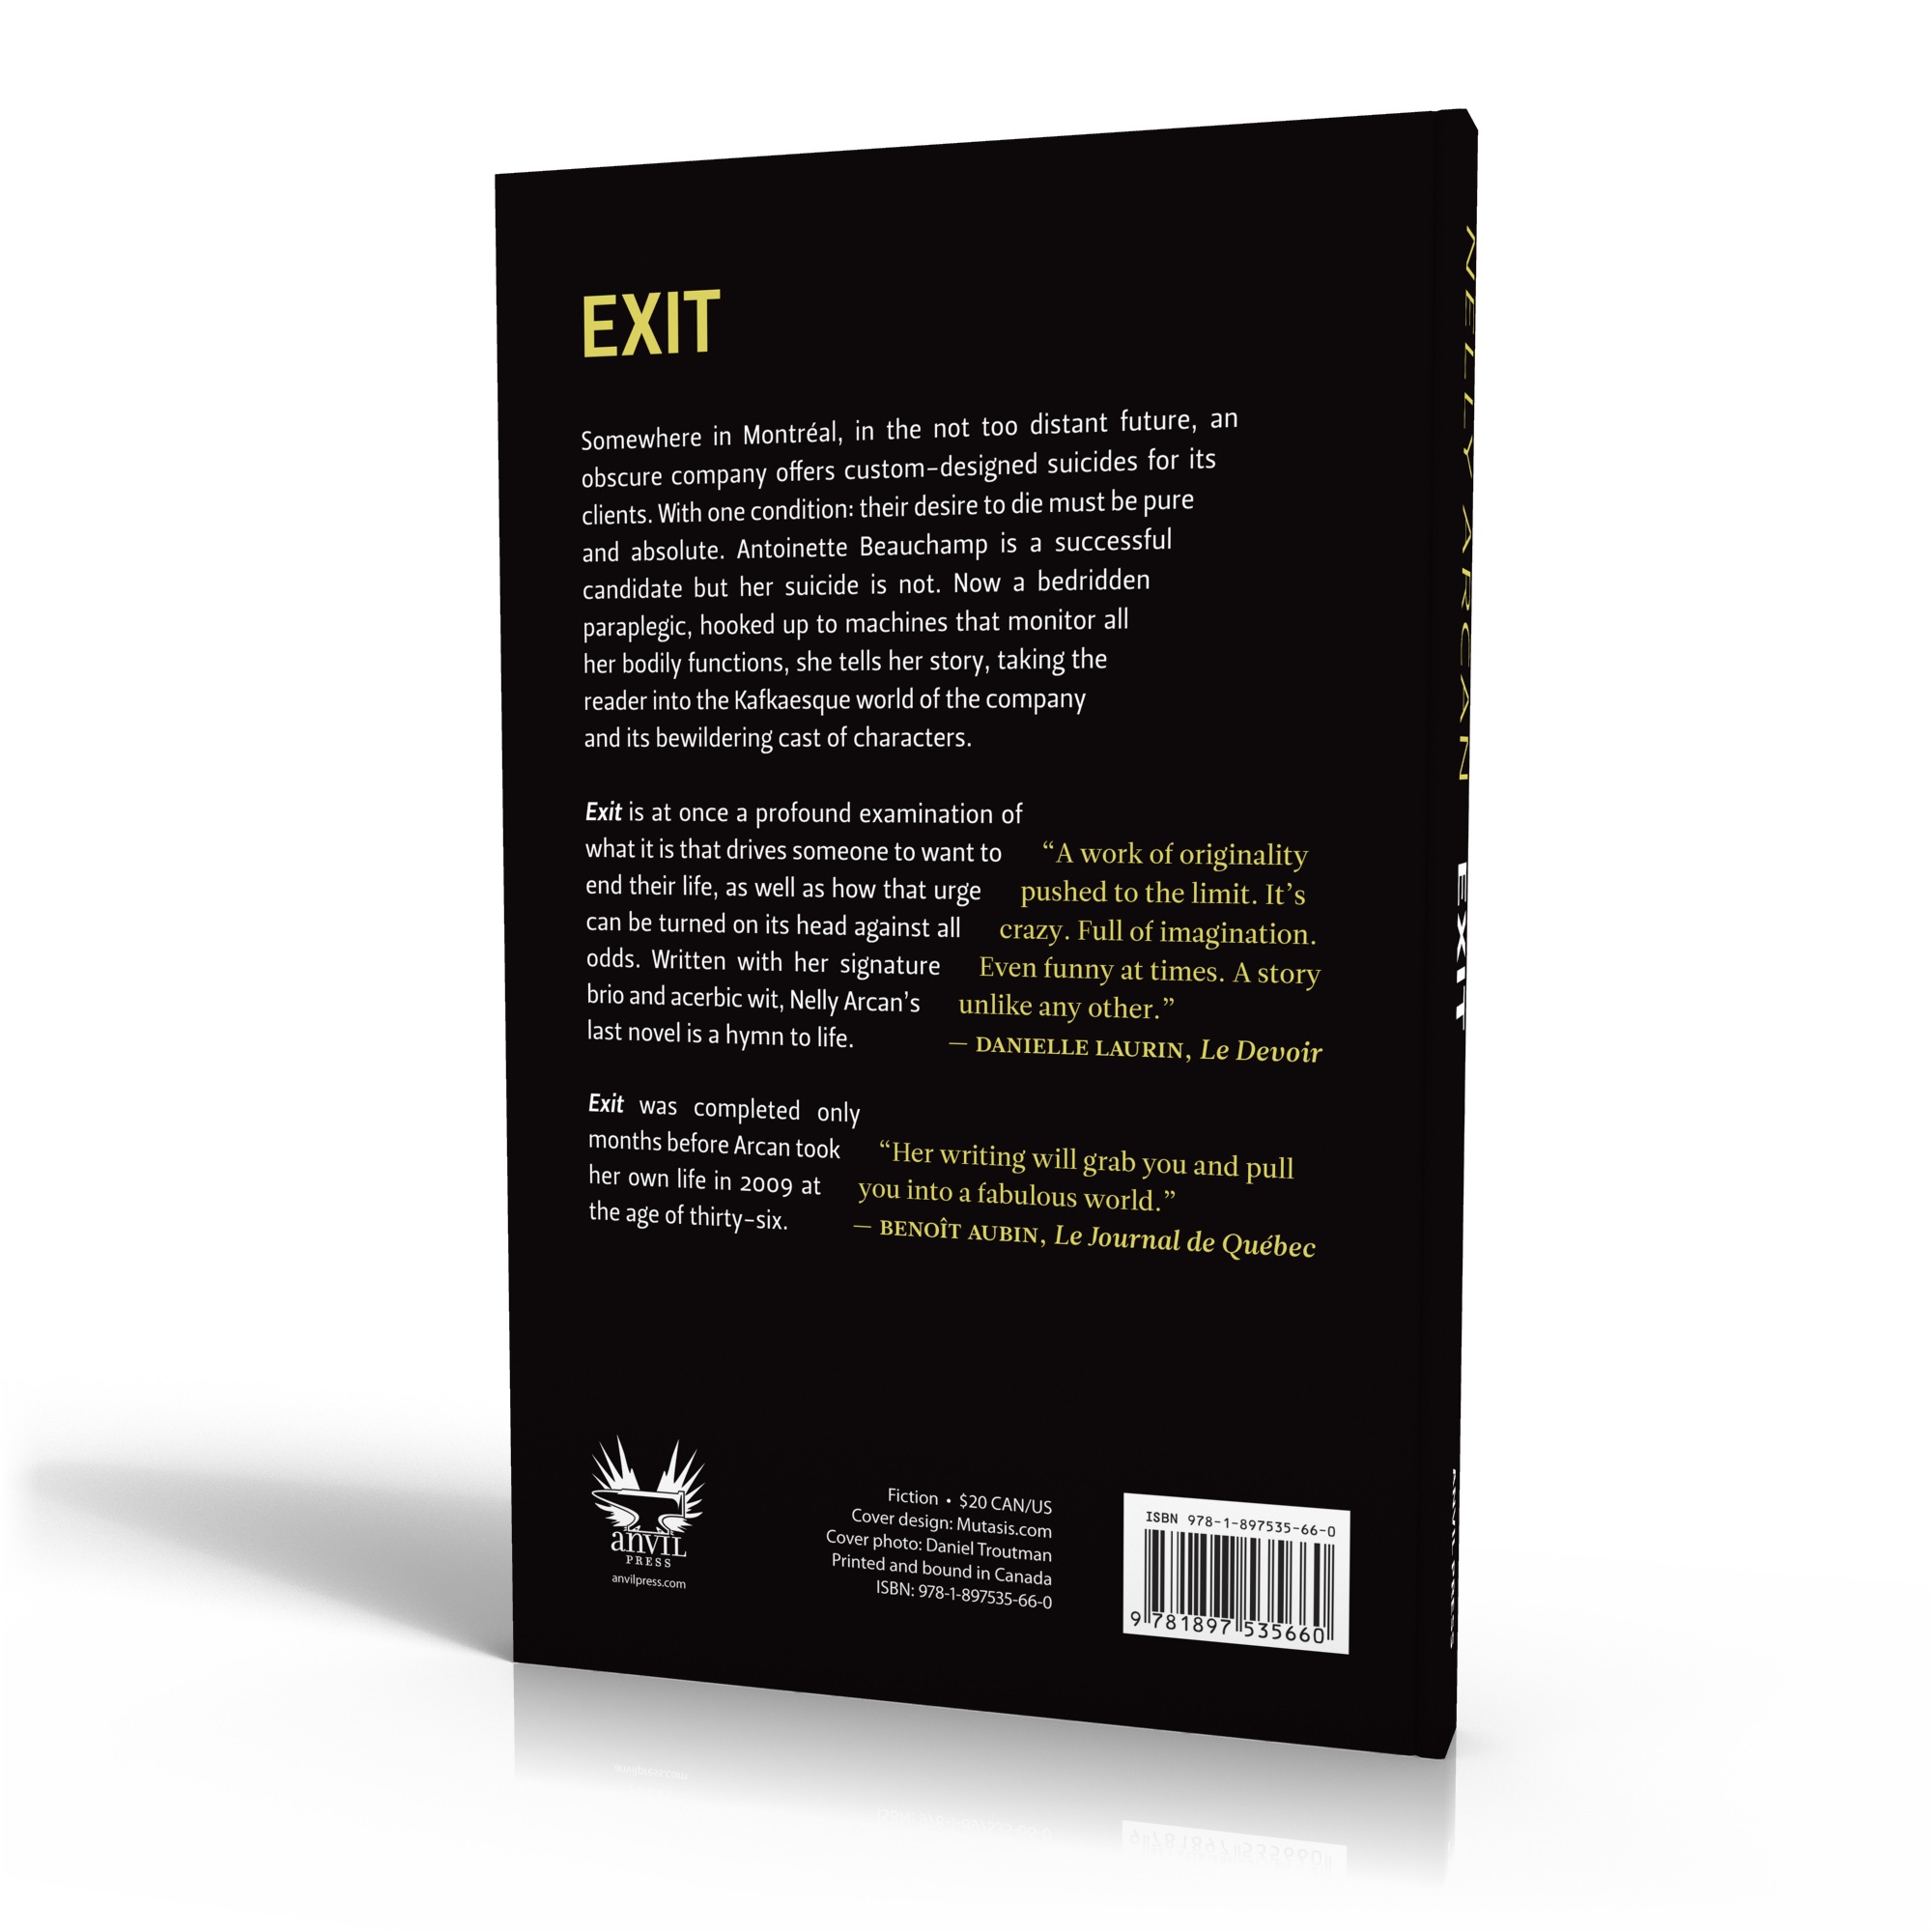 EXIT
Somewhere in Montréal, in the not too distant future, an
obscure company offers custom-designed suicides for its
clients. With one condition: their desire to die must be pure
and absolute. Antoinette Beauchamp is a successful
candidate but her suicide is not. Now a bedridden
paraplegic, hooked up to machines that monitor all
her bodily functions, she tells her story, taking the
reader into the Kafkaesque world of the company
and its bewildering cast of characters.
Exit is at once a profound examination of
what it is that drives someone to want to
end their life, as well as how that urge
can be turned on its head against all
odds. Written with her signature
brio and acerbic wit, Nelly Arcan’s
last novel is a hymn to life.
“A work of originality
pushed to the limit. It’s
crazy. Full of imagination.
Even funny at times. A story
unlike any other.”
— DANIELLE LAURIN, Le Devoir
Exit was completed only
months before Arcan took
her own life in 2009 at
the age of thirty-six.
“Her writing will grab you and pull
you into a fabulous world.”
— BENOÎT AUBIN, Le Journal de Québec
anvil
PRESS
anvilpress.com
Fiction • $20 CAN/US
Cover design: Mutasis.com
Cover photo: Daniel Troutman
Printed and bound in Canada
ISBN: 978-1-897535-66-0
ISBN 978-1-897535-66-0
9 781897 535660
NELLY ARCAN
EXIT
ANVIL PRESS